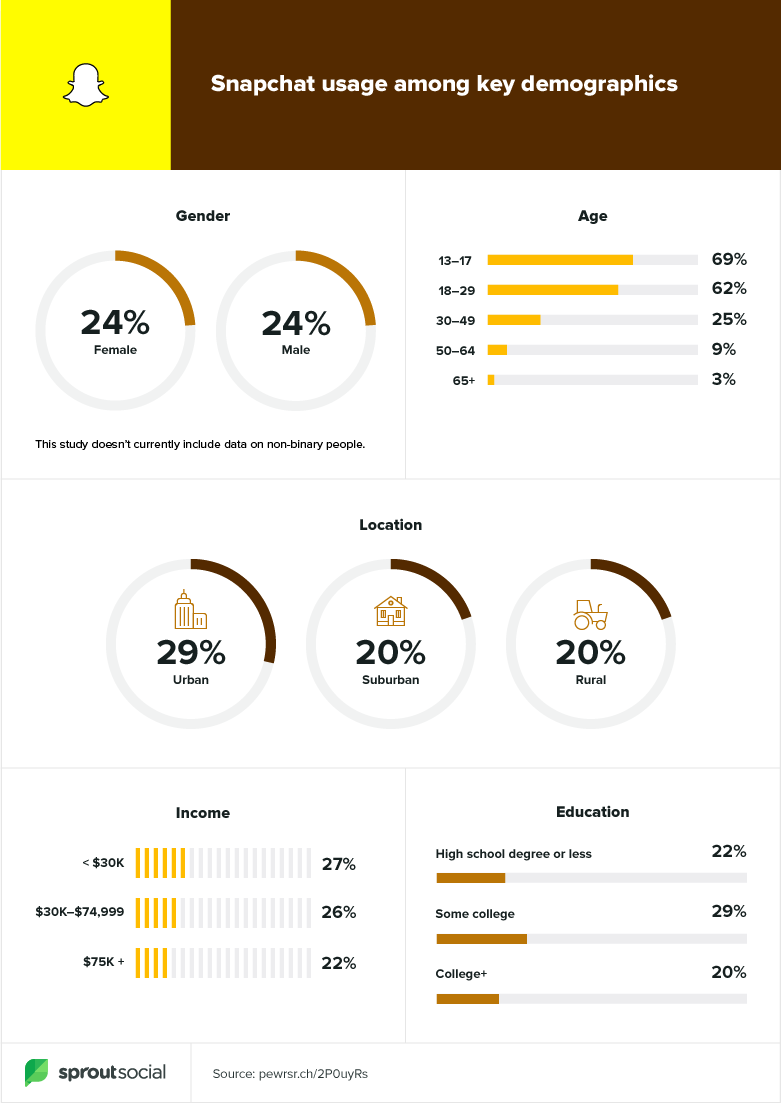 Snapchat usage among key demographics
Gender
24%
Female
24%
Male
This study doesn't currently include data on non-binary people.
Age
13–17 69%
18–29 62%
30–49 25%
50–64 9%
65+ 3%
Location
29%
Urban
20%
Suburban
20%
Rural
Income
< $30K 27%
$30K–$74,999 26%
$75K + 22%
Education
High school degree or less 22%
Some college 29%
College+ 20%
sproutsocial
Source: pewrsr.ch/2P0uyRs